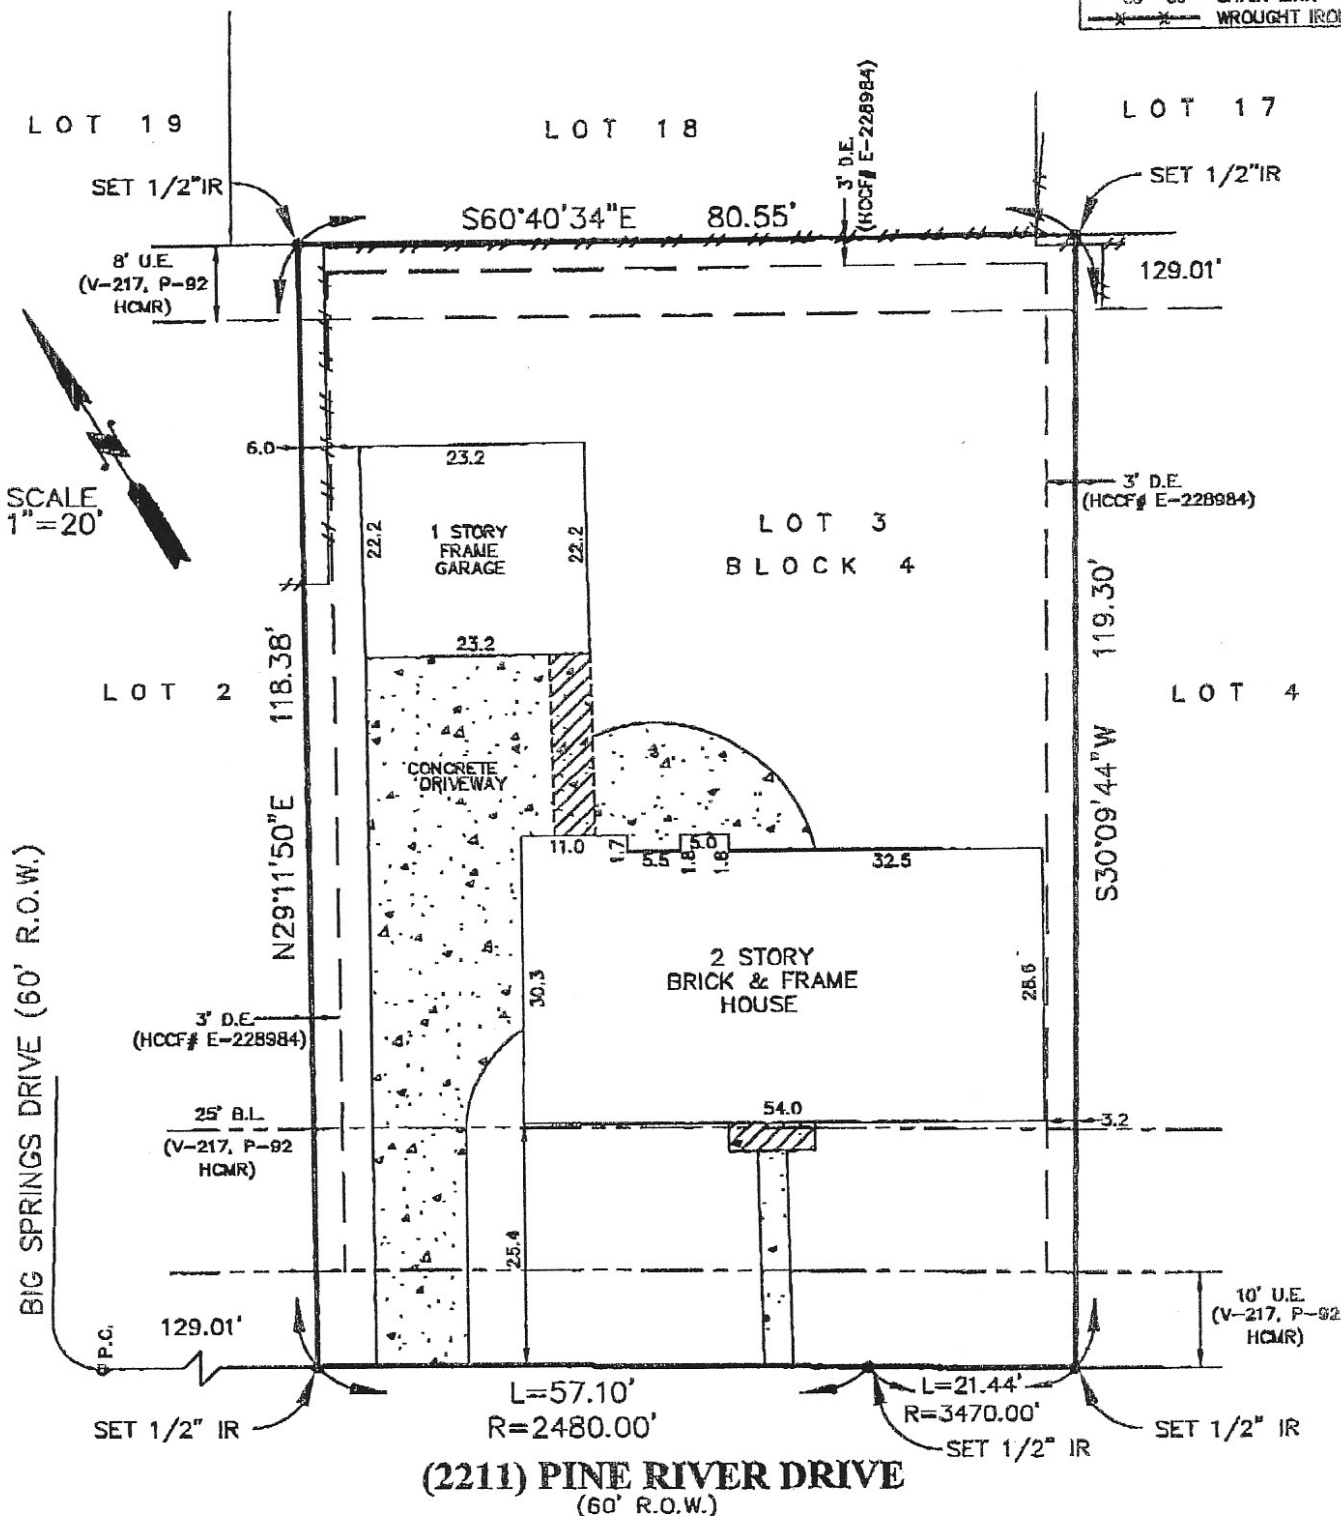 WROUGHT IRO
LOT 19
LOT 18
LOT 17
3' D.E.
(HCCF# E-228984)
SET 1/2"IR
SET 1/2"IR
S60°40'34"E 80.55'
8' U.E.
(V-217, P-92
HCMR)
129.01'
6.0
23.2
3' D.E.
(HCCF# E-228984)
SCALE
1"=20'
22.2
1 STORY
FRAME
GARAGE
22.2
LOT 3
BLOCK 4
23.2
119.30'
S30°09'44"W
118.38'
N29°11'50"E
LOT 2
LOT 4
CONCRETE
DRIVEWAY
11.0
1.7
5.5
1.8
5.0
1.8
32.5
2 STORY
BRICK & FRAME
HOUSE
30.3
28.6
BIG SPRINGS DRIVE (60' R.O.W.)
3' D.E.
(HCCF# E-228984)
25' B.L.
(V-217, P-92
HCMR)
54.0
3.2
25.4
10' U.E.
(V-217, P-92
HCMR)
P.C.
129.01'
L=57.10'
R=2480.00'
L=21.44'
R=3470.00'
SET 1/2" IR
SET 1/2" IR
SET 1/2" IR
(2211) PINE RIVER DRIVE
(60' R.O.W.)